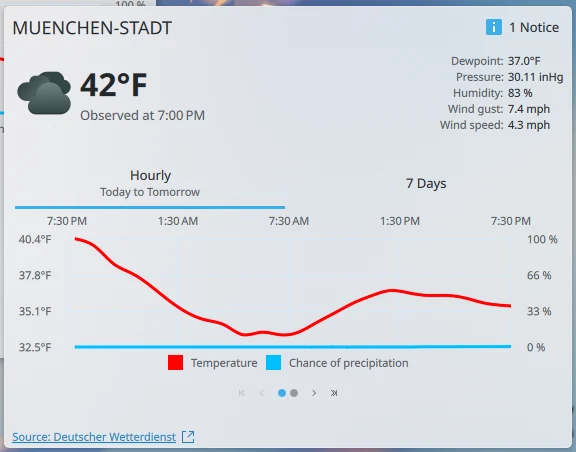 100 %
MUENCHEN-STADT
1 Notice
42°F
Observed at 7:00 PM
Dewpoint: 37.0°F
Pressure: 30.11 inHg
Humidity: 83 %
Wind gust: 7.4 mph
Wind speed: 4.3 mph
Hourly
Today to Tomorrow
7 Days
7:30 PM 1:30 AM 7:30 AM 1:30 PM 7:30 PM
40.4°F 100 %
37.8°F 66 %
35.1°F 33 %
32.5°F 0 %
Temperature Chance of precipitation
Source: Deutscher Wetterdienst